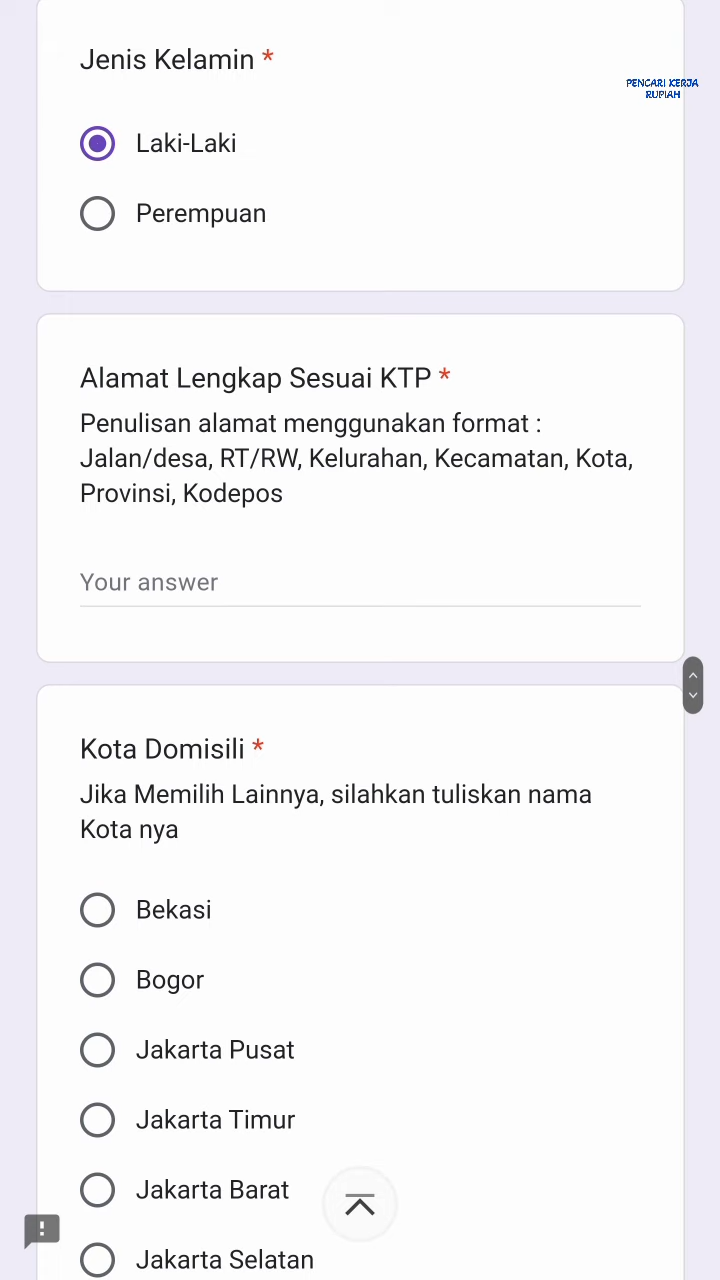 Jenis Kelamin *
PENCARI KERJA
RUPIAH
Laki-Laki
Perempuan
Alamat Lengkap Sesuai KTP *
Penulisan alamat menggunakan format :
Jalan/desa, RT/RW, Kelurahan, Kecamatan, Kota,
Provinsi, Kodepos
Your answer
Kota Domisili *
Jika Memilih Lainnya, silahkan tuliskan nama
Kota nya
Bekasi
Bogor
Jakarta Pusat
Jakarta Timur
Jakarta Barat
Jakarta Selatan